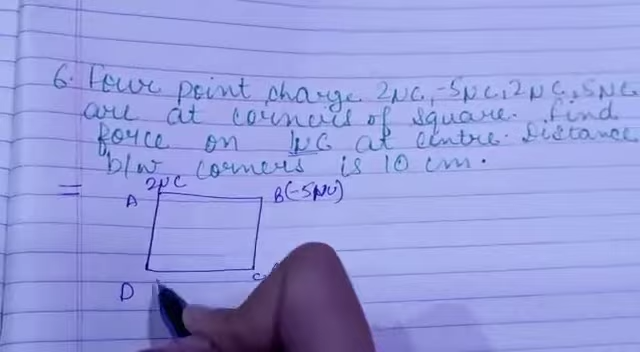 6. Four point charge 2μC, -5μC, 2μC, 5μC
are at corners of square. Find
force on 1μC at centre. Distance
b/w corners is 10 cm.
= 2μC
A B(-5μC)
D C